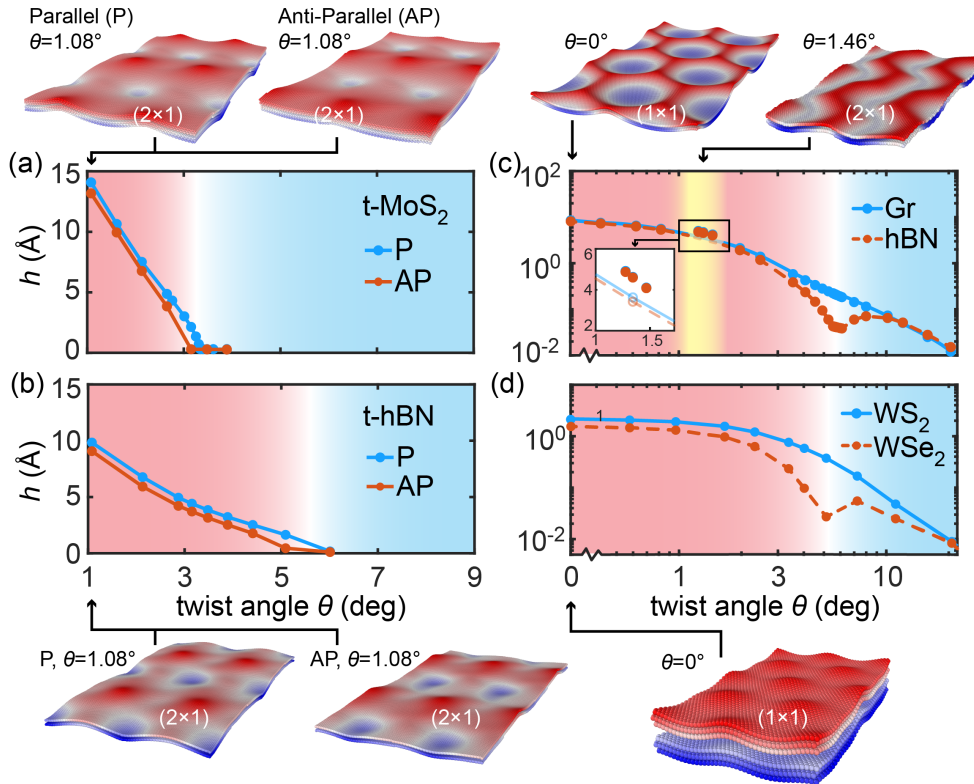 Parallel (P)
θ=1.08°
Anti-Parallel (AP)
θ=1.08°
θ=0°
θ=1.46°
(2×1)
(2×1)
(1×1)
(2×1)
(a)
15
10
5
0
h (Å)
t-MoS2
P
AP
(c)
10^2
10^0
10^-2
Gr
hBN
6
4
2
1
1.5
(b)
15
10
5
0
h (Å)
t-hBN
P
AP
1
3
5
7
9
twist angle θ (deg)
(d)
10^0
10^-2
1
WS2
WSe2
0
1
3
10
twist angle θ (deg)
P, θ=1.08°
AP, θ=1.08°
θ=0°
(2×1)
(2×1)
(1×1)